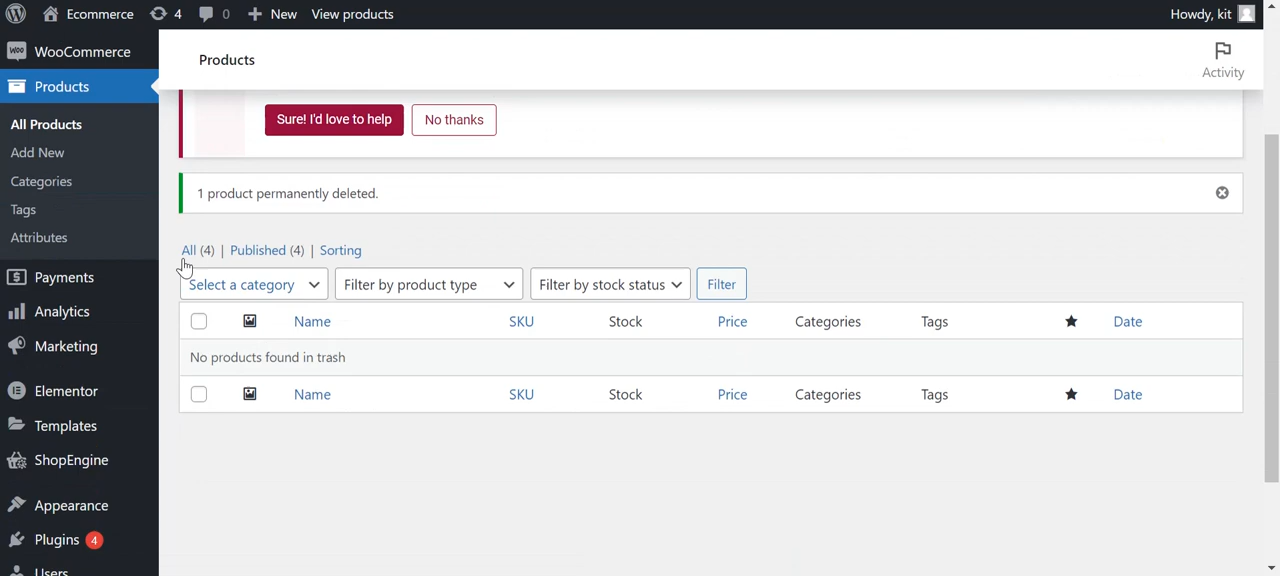 Ecommerce 4 0 New View products Howdy, kit
WOO WooCommerce
Products
Products
Activity
All Products
Add New
Categories
Tags
Attributes
Payments
Analytics
Marketing
Elementor
Templates
ShopEngine
Appearance
Plugins 4
Users
Sure! I'd love to help No thanks
1 product permanently deleted.
All (4) | Published (4) | Sorting
Select a category Filter by product type Filter by stock status Filter
Name SKU Stock Price Categories Tags Date
No products found in trash
Name SKU Stock Price Categories Tags Date